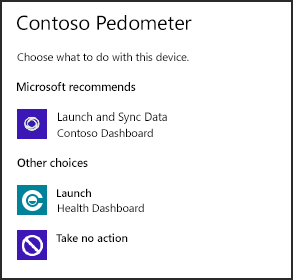 Contoso Pedometer
Choose what to do with this device.
Microsoft recommends
Launch and Sync Data
Contoso Dashboard
Other choices
Launch
Health Dashboard
Take no action